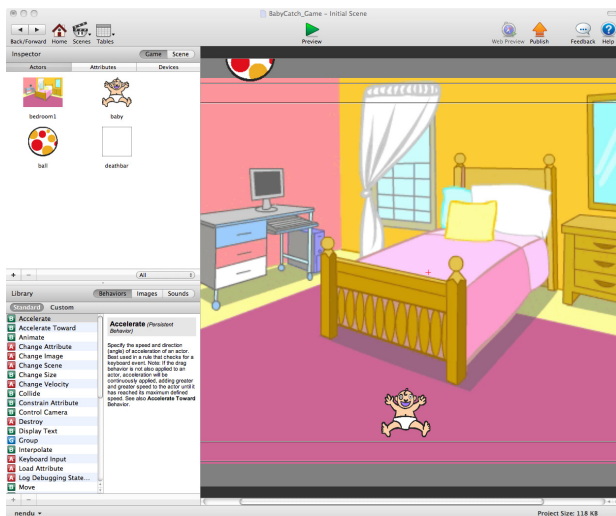 BabyCatch_Game – Initial Scene
Back/Forward Home Scenes Tables Preview Web Preview Publish Feedback Help
Inspector Game Scene
Actors Attributes Devices
bedroom1 baby
ball deathbar
+ − All
Library Behaviors Images Sounds
Standard Custom
B Accelerate
B Accelerate Toward
B Animate
A Change Attribute
A Change Image
A Change Scene
B Change Size
A Change Velocity
B Collide
B Constrain Attribute
B Control Camera
A Destroy
B Display Text
G Group
B Interpolate
A Keyboard Input
A Load Attribute
A Log Debugging State...
B Move
Accelerate (Persistent
Behavior)
Specify the speed and direction
(angle) of acceleration of an actor.
Best used in a rule that checks for a
keyboard event. Note: If the drag
behavior is not also applied to an
actor, acceleration will be
continuously applied, adding greater
and greater speed to the actor until it
has reached its maximum defined
speed. See also Accelerate Toward
Behavior.
+ −
nendu Project Size: 118 KB